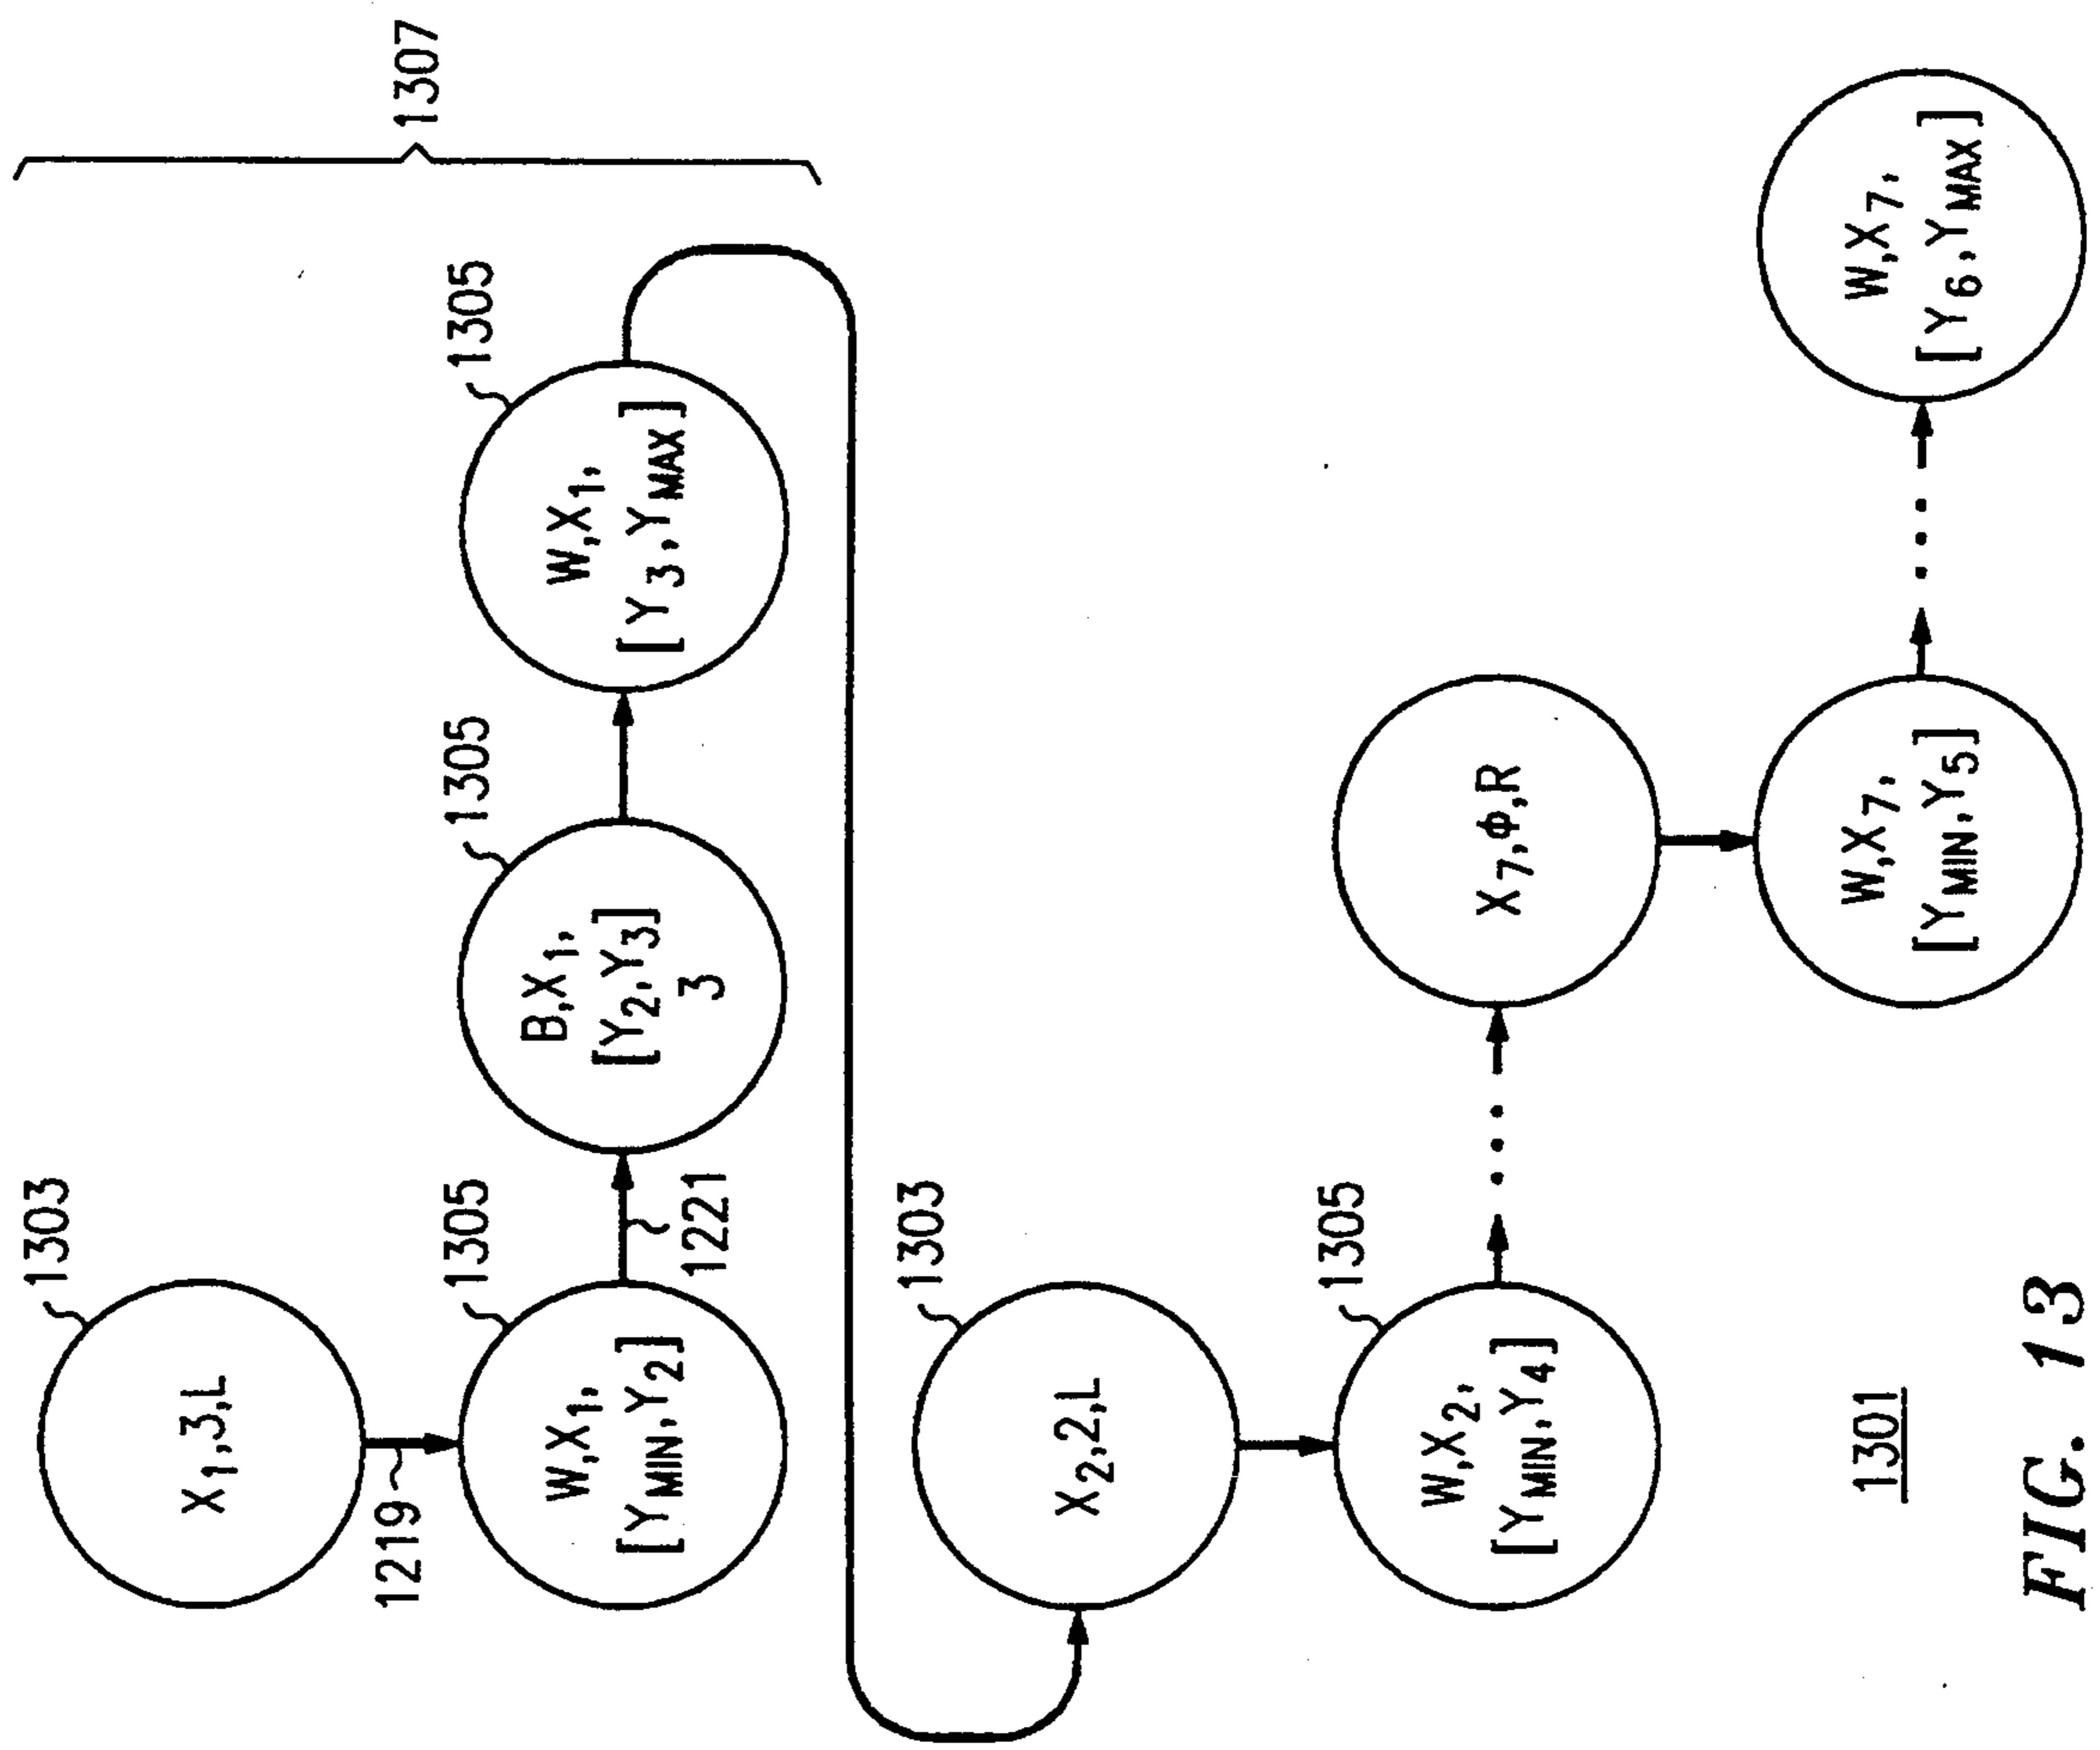 1307
1303
X1,3,L
1219
1305
W,X1,
[YMIN,Y2]
1221
1305
B,X1,
[Y2,Y3]
3
1305
W,X1,
[Y3,YMAX]
1303
X2,2,L
1305
W,X2,
[YMIN,Y4]
X7,Φ,R
W,X7,
[YMIN,Y5]
W,X7,
[Y6,YMAX]
1301
FIG. 13